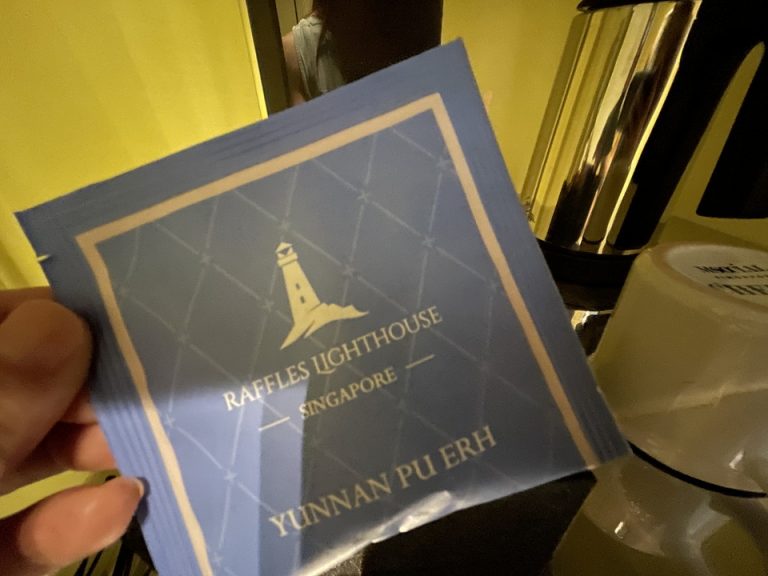 RAFFLES LIGHTHOUSE
SINGAPORE
YUNNAN PU ERH